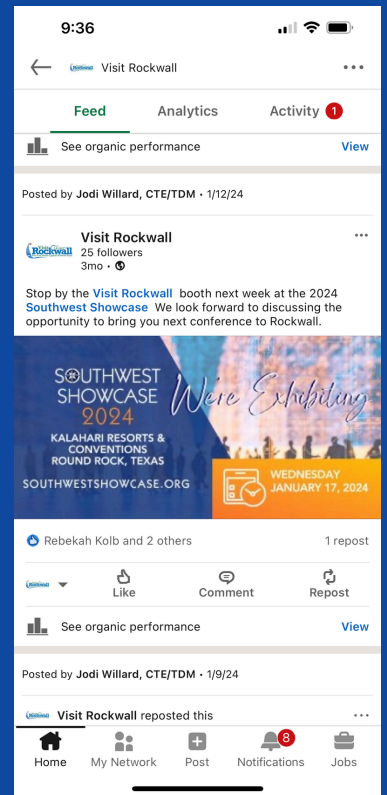 9:36
Visit Rockwall
Feed Analytics Activity 1
See organic performance View
Posted by Jodi Willard, CTE/TDM • 1/12/24
Rockwall
Visit Rockwall
25 followers
3mo •
Stop by the Visit Rockwall booth next week at the 2024
Southwest Showcase We look forward to discussing the
opportunity to bring you next conference to Rockwall.
SOUTHWEST
SHOWCASE
2024
KALAHARI RESORTS &
CONVENTIONS
ROUND ROCK, TEXAS
SOUTHWESTSHOWCASE.ORG
We're Exhibiting
WEDNESDAY
JANUARY 17, 2024
Rebekah Kolb and 2 others 1 repost
Like Comment Repost
See organic performance View
Posted by Jodi Willard, CTE/TDM • 1/9/24
Visit Rockwall reposted this
8
Home My Network Post Notifications Jobs